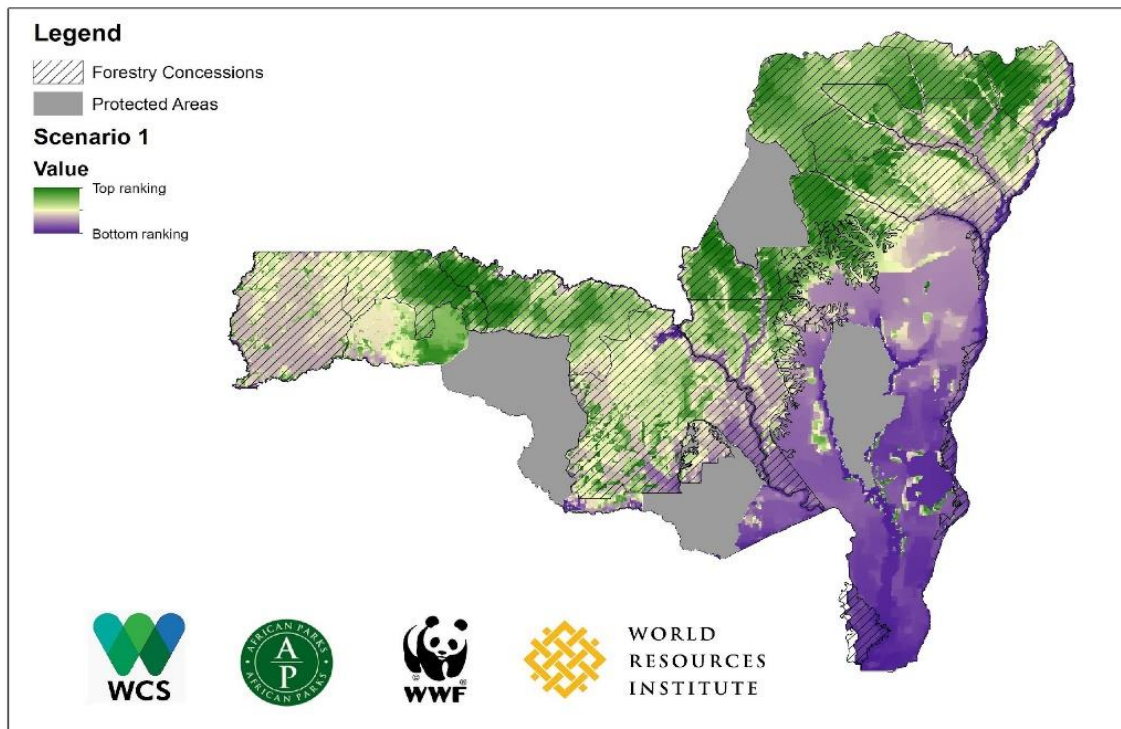 Legend
Forestry Concessions
Protected Areas
Scenario 1
Value
Top ranking
Bottom ranking
WCS
AFRICAN PARKS
AP
AFRICAN PARKS
WWF
®
WORLD
RESOURCES
INSTITUTE